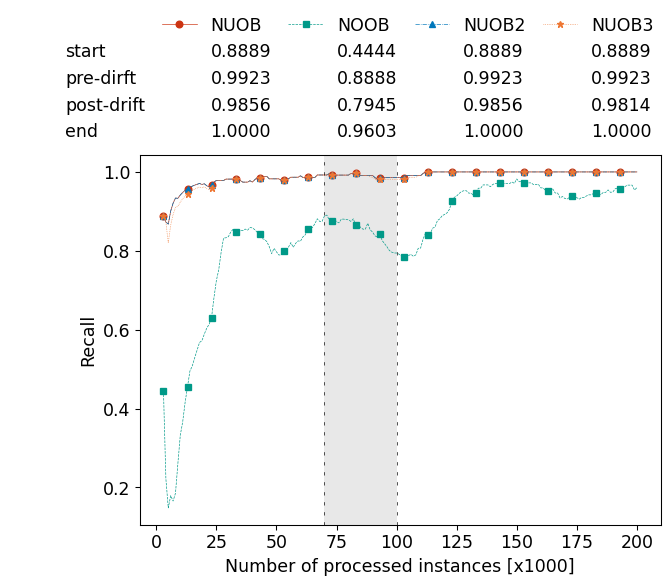 NUOB NOOB NUOB2 NUOB3
start 0.8889 0.4444 0.8889 0.8889
pre-dirft 0.9923 0.8888 0.9923 0.9923
post-drift 0.9856 0.7945 0.9856 0.9814
end 1.0000 0.9603 1.0000 1.0000
1.0
0.8
0.6
0.4
0.2
Recall
0 25 50 75 100 125 150 175 200
Number of processed instances [x1000]